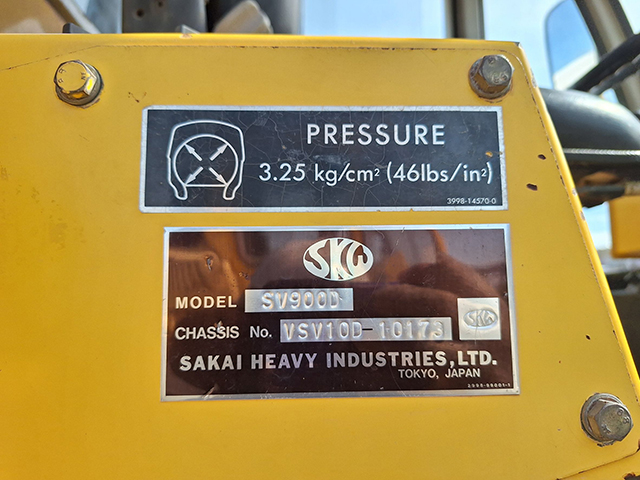 PRESSURE
3.25 kg/cm² (46lbs/in²)
3998-14570-0
SKW
MODEL SV900D
CHASSIS No. VSV10D-10173
SKW
SAKAI HEAVY INDUSTRIES, LTD.
TOKYO, JAPAN